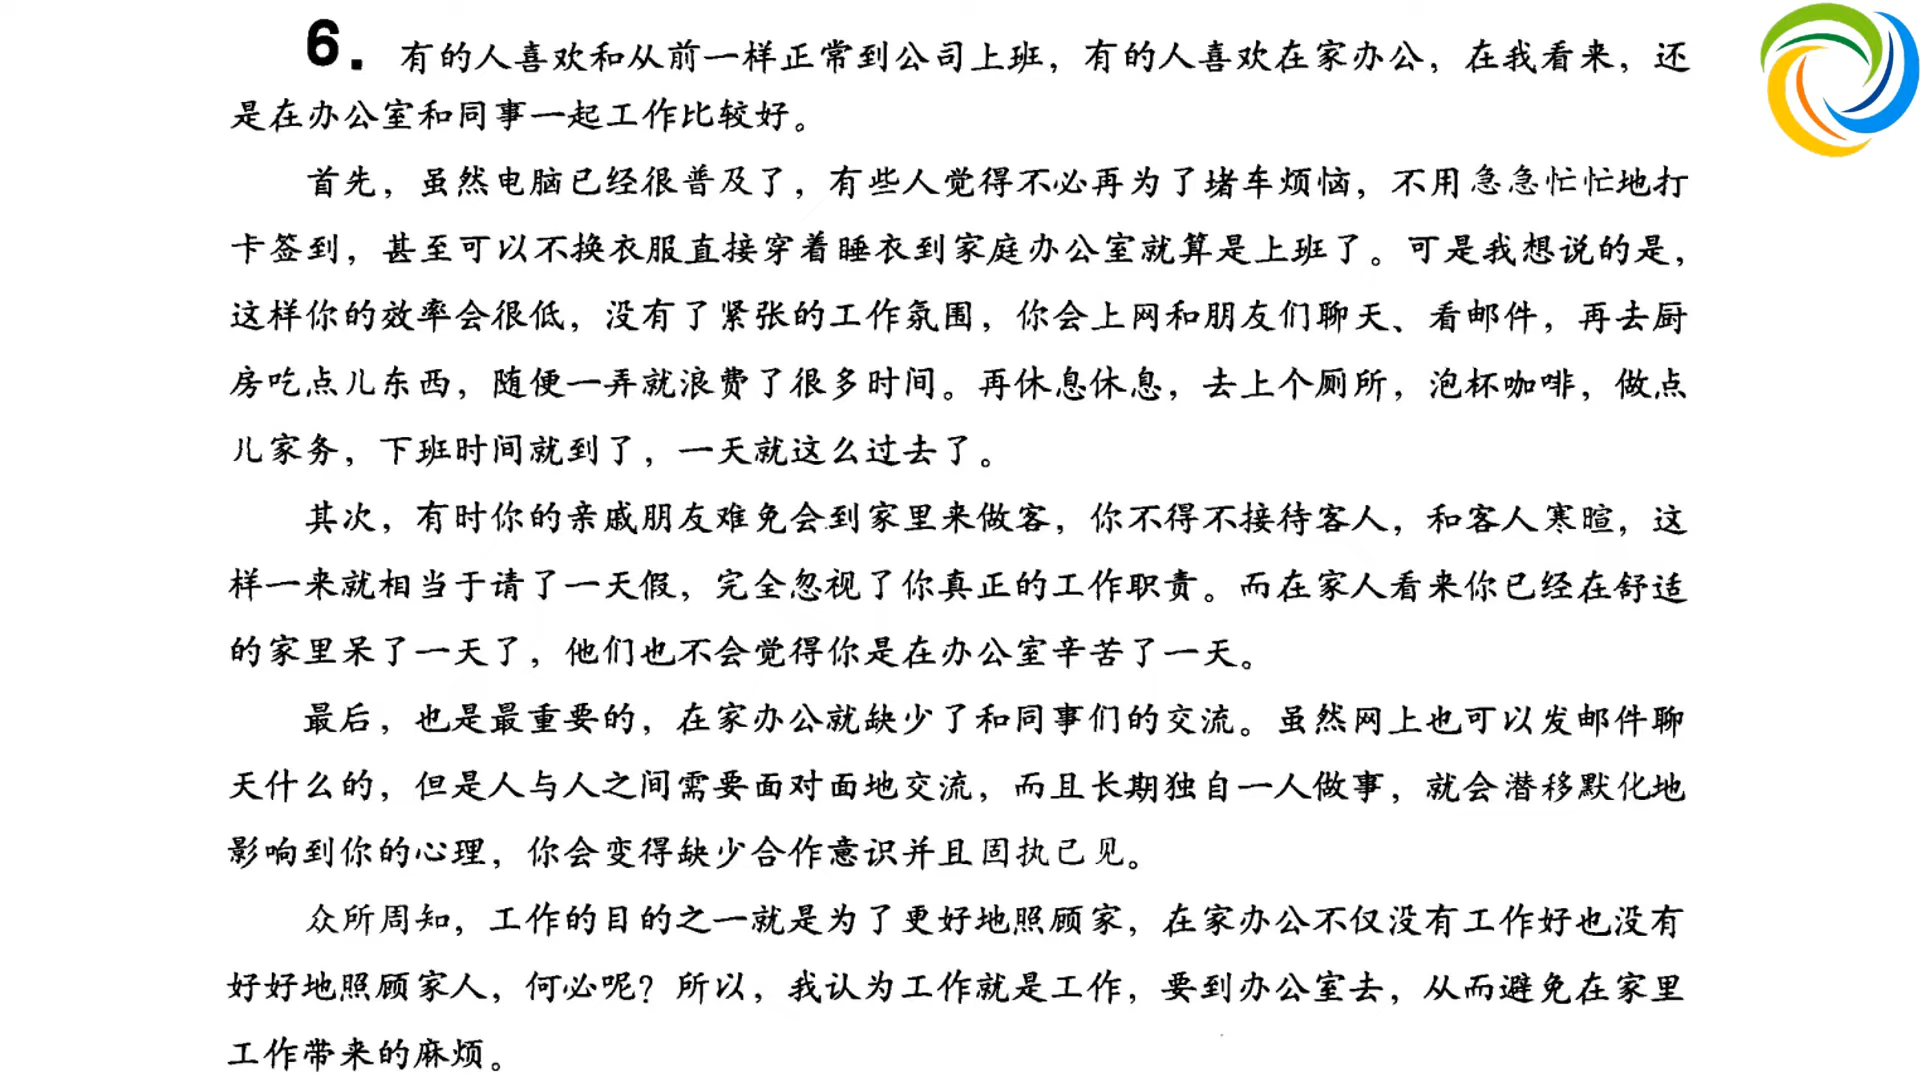 6. 有的人喜欢和从前一样正常到公司上班，有的人喜欢在家办公，在我看来，还
是在办公室和同事一起工作比较好。
首先，虽然电脑已经很普及了，有些人觉得不必再为了堵车烦恼，不用急急忙忙地打
卡签到，甚至可以不换衣服直接穿着睡衣到家庭办公室就算是上班了。可是我想说的是，
这样你的效率会很低，没有了紧张的工作氛围，你会上网和朋友们聊天、看邮件，再去厨
房吃点儿东西，随便一弄就浪费了很多时间。再休息休息，去上个厕所，泡杯咖啡，做点
儿家务，下班时间就到了，一天就这么过去了。
其次，有时你的亲戚朋友难免会到家里来做客，你不得不接待客人，和客人寒暄，这
样一来就相当于请了一天假，完全忽视了你真正的工作职责。而在家人看来你已经在舒适
的家里呆了一天了，他们也不会觉得你是在办公室辛苦了一天。
最后，也是最重要的，在家办公就缺少了和同事们的交流。虽然网上也可以发邮件聊
天什么的，但是人与人之间需要面对面地交流，而且长期独自一人做事，就会潜移默化地
影响到你的心理，你会变得缺少合作意识并且固执己见。
众所周知，工作的目的之一就是为了更好地照顾家，在家办公不仅没有工作好也没有
好好地照顾家人，何必呢？所以，我认为工作就是工作，要到办公室去，从而避免在家里
工作带来的麻烦。